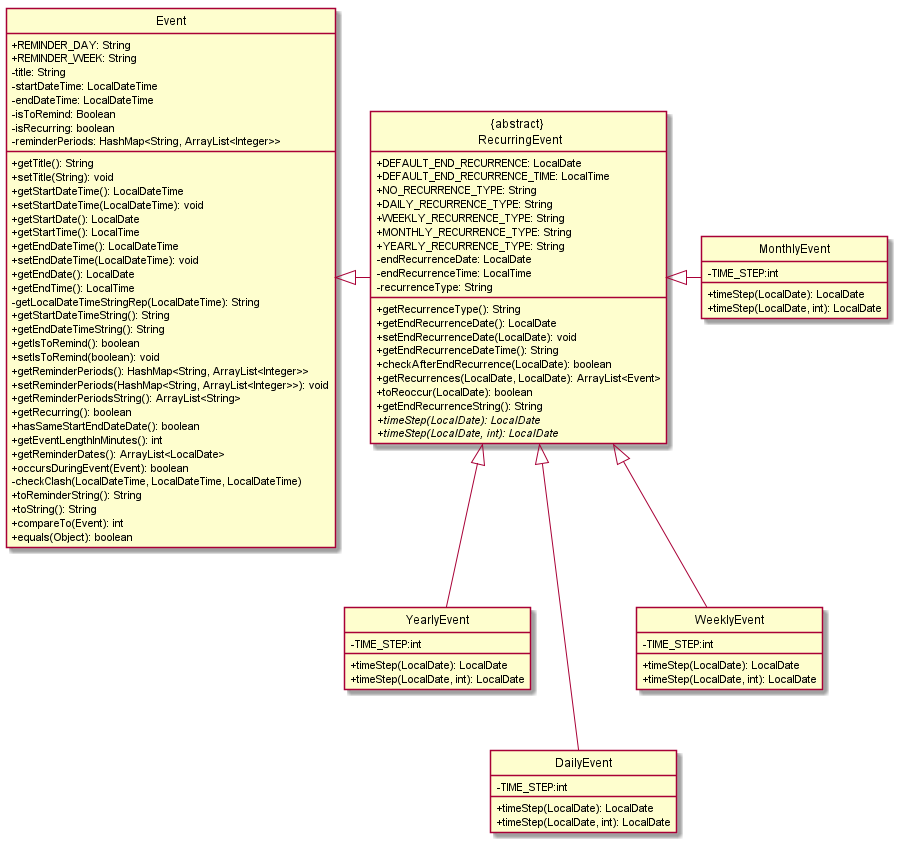 Event
+REMINDER_DAY: String
+REMINDER_WEEK: String
-title: String
-startDateTime: LocalDateTime
-endDateTime: LocalDateTime
-isToRemind: Boolean
-isRecurring: boolean
-reminderPeriods: HashMap<String, ArrayList<Integer>>
+getTitle(): String
+setTitle(String): void
+getStartDateTime(): LocalDateTime
+setStartDateTime(LocalDateTime): void
+getStartDate(): LocalDate
+getStartTime(): LocalTime
+getEndDateTime(): LocalDateTime
+setEndDateTime(LocalDateTime): void
+getEndDate(): LocalDate
+getEndTime(): LocalTime
-getLocalDateTimeStringRep(LocalDateTime): String
+getStartDateTimeString(): String
+getEndDateTimeString(): String
+getIsToRemind(): boolean
+setIsToRemind(boolean): void
+getReminderPeriods(): HashMap<String, ArrayList<Integer>>
+setReminderPeriods(HashMap<String, ArrayList<Integer>>): void
+getReminderPeriodsString(): ArrayList<String>
+getRecurring(): boolean
+hasSameStartEndDateDate(): boolean
+getEventLengthInMinutes(): int
+getReminderDates(): ArrayList<LocalDate>
+occursDuringEvent(Event): boolean
-checkClash(LocalDateTime, LocalDateTime, LocalDateTime)
+toReminderString(): String
+toString(): String
+compareTo(Event): int
+equals(Object): boolean
{abstract}
RecurringEvent
+DEFAULT_END_RECURRENCE: LocalDate
+DEFAULT_END_RECURRENCE_TIME: LocalTime
+NO_RECURRENCE_TYPE: String
+DAILY_RECURRENCE_TYPE: String
+WEEKLY_RECURRENCE_TYPE: String
+MONTHLY_RECURRENCE_TYPE: String
+YEARLY_RECURRENCE_TYPE: String
-endRecurrenceDate: LocalDate
-endRecurrenceTime: LocalTime
-recurrenceType: String
+getRecurrenceType(): String
+getEndRecurrenceDate(): LocalDate
+setEndRecurrenceDate(LocalDate): void
+getEndRecurrenceDateTime(): String
+checkAfterEndRecurrence(LocalDate): boolean
+getRecurrences(LocalDate, LocalDate): ArrayList<Event>
+toReoccur(LocalDate): boolean
+getEndRecurrenceString(): String
+timeStep(LocalDate): LocalDate
+timeStep(LocalDate, int): LocalDate
MonthlyEvent
-TIME_STEP:int
+timeStep(LocalDate): LocalDate
+timeStep(LocalDate, int): LocalDate
YearlyEvent
-TIME_STEP:int
+timeStep(LocalDate): LocalDate
+timeStep(LocalDate, int): LocalDate
WeeklyEvent
-TIME_STEP:int
+timeStep(LocalDate): LocalDate
+timeStep(LocalDate, int): LocalDate
DailyEvent
-TIME_STEP:int
+timeStep(LocalDate): LocalDate
+timeStep(LocalDate, int): LocalDate